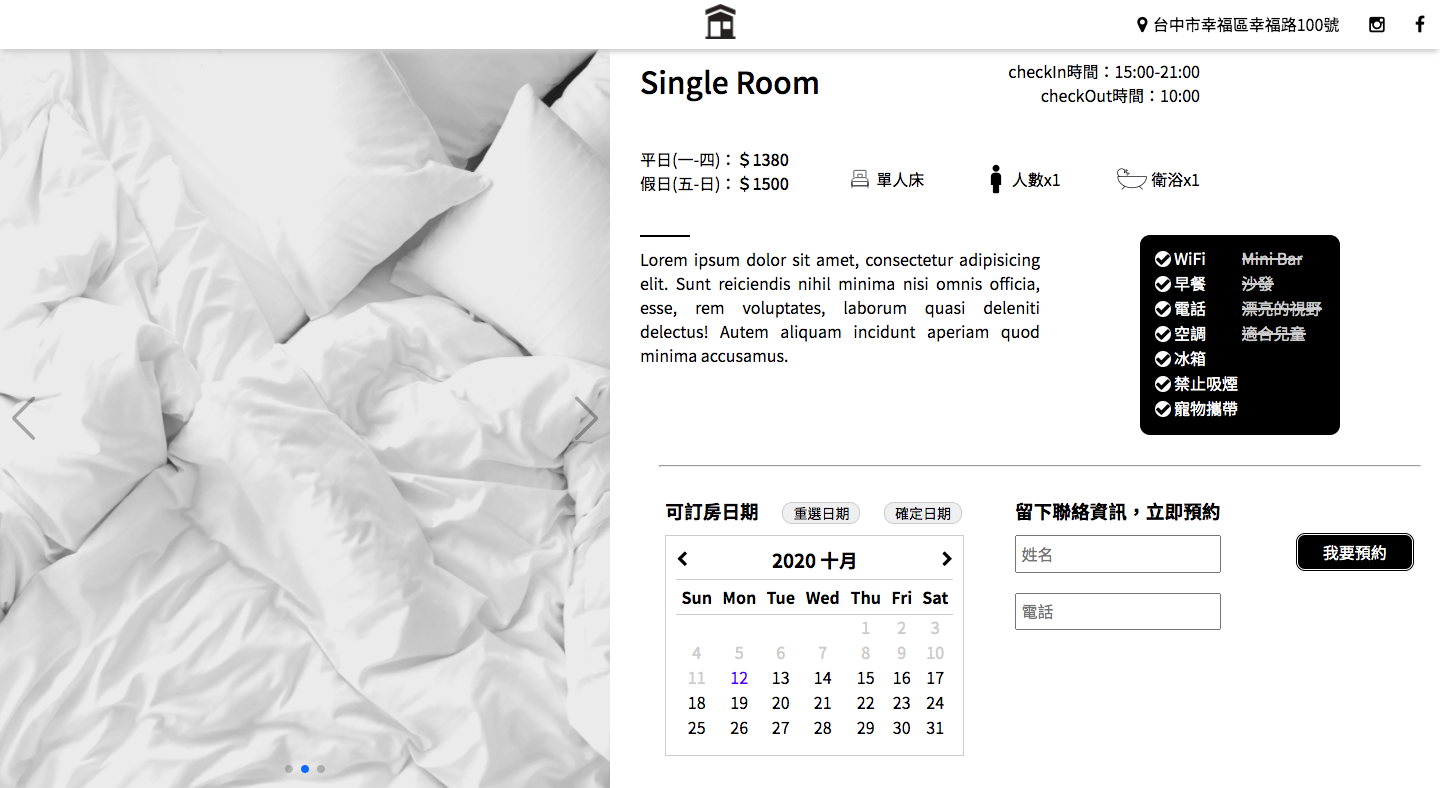 台中市幸福區幸福路100號
Single Room
checkIn時間：15:00-21:00
checkOut時間：10:00
平日(一-四)：＄1380
假日(五-日)：＄1500
單人床
人數x1
衛浴x1
Lorem ipsum dolor sit amet, consectetur adipisicing
elit. Sunt reiciendis nihil minima nisi omnis officia,
esse, rem voluptates, laborum quasi deleniti
delectus! Autem aliquam incidunt aperiam quod
minima accusamus.
WiFi Mini Bar
早餐 沙發
電話 漂亮的視野
空調 適合兒童
冰箱
禁止吸煙
寵物攜帶
可訂房日期 重選日期 確定日期
2020 十月
Sun Mon Tue Wed Thu Fri Sat
1 2 3
4 5 6 7 8 9 10
11 12 13 14 15 16 17
18 19 20 21 22 23 24
25 26 27 28 29 30 31
留下聯絡資訊，立即預約
姓名
電話
我要預約